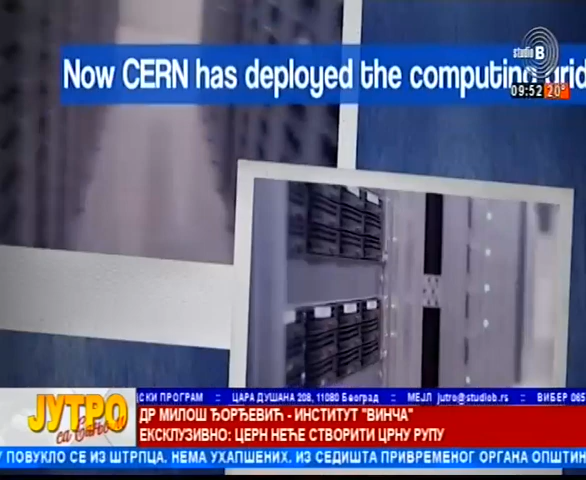 studio B
Now CERN has deployed the computing grid
09:52 20°
СКИ ПРОГРАМ :: ЦАРА ДУШАНА 208, 11080 Београд :: МЕЈЛ jutro@studiob.rs :: ВИБЕР 065
ЈУТРО
са
ДР МИЛОШ ЂОРЂЕВИЋ - ИНСТИТУТ "ВИНЧА"
ЕКСКЛУЗИВНО: ЦЕРН НЕЋЕ СТВОРИТИ ЦРНУ РУПУ
У ПОВУКЛО СЕ ИЗ ШТРПЦА. НЕМА УХАПШЕНИХ. ИЗ СЕДИШТА ПРИВРЕМЕНОГ ОРГАНА ОПШТИН